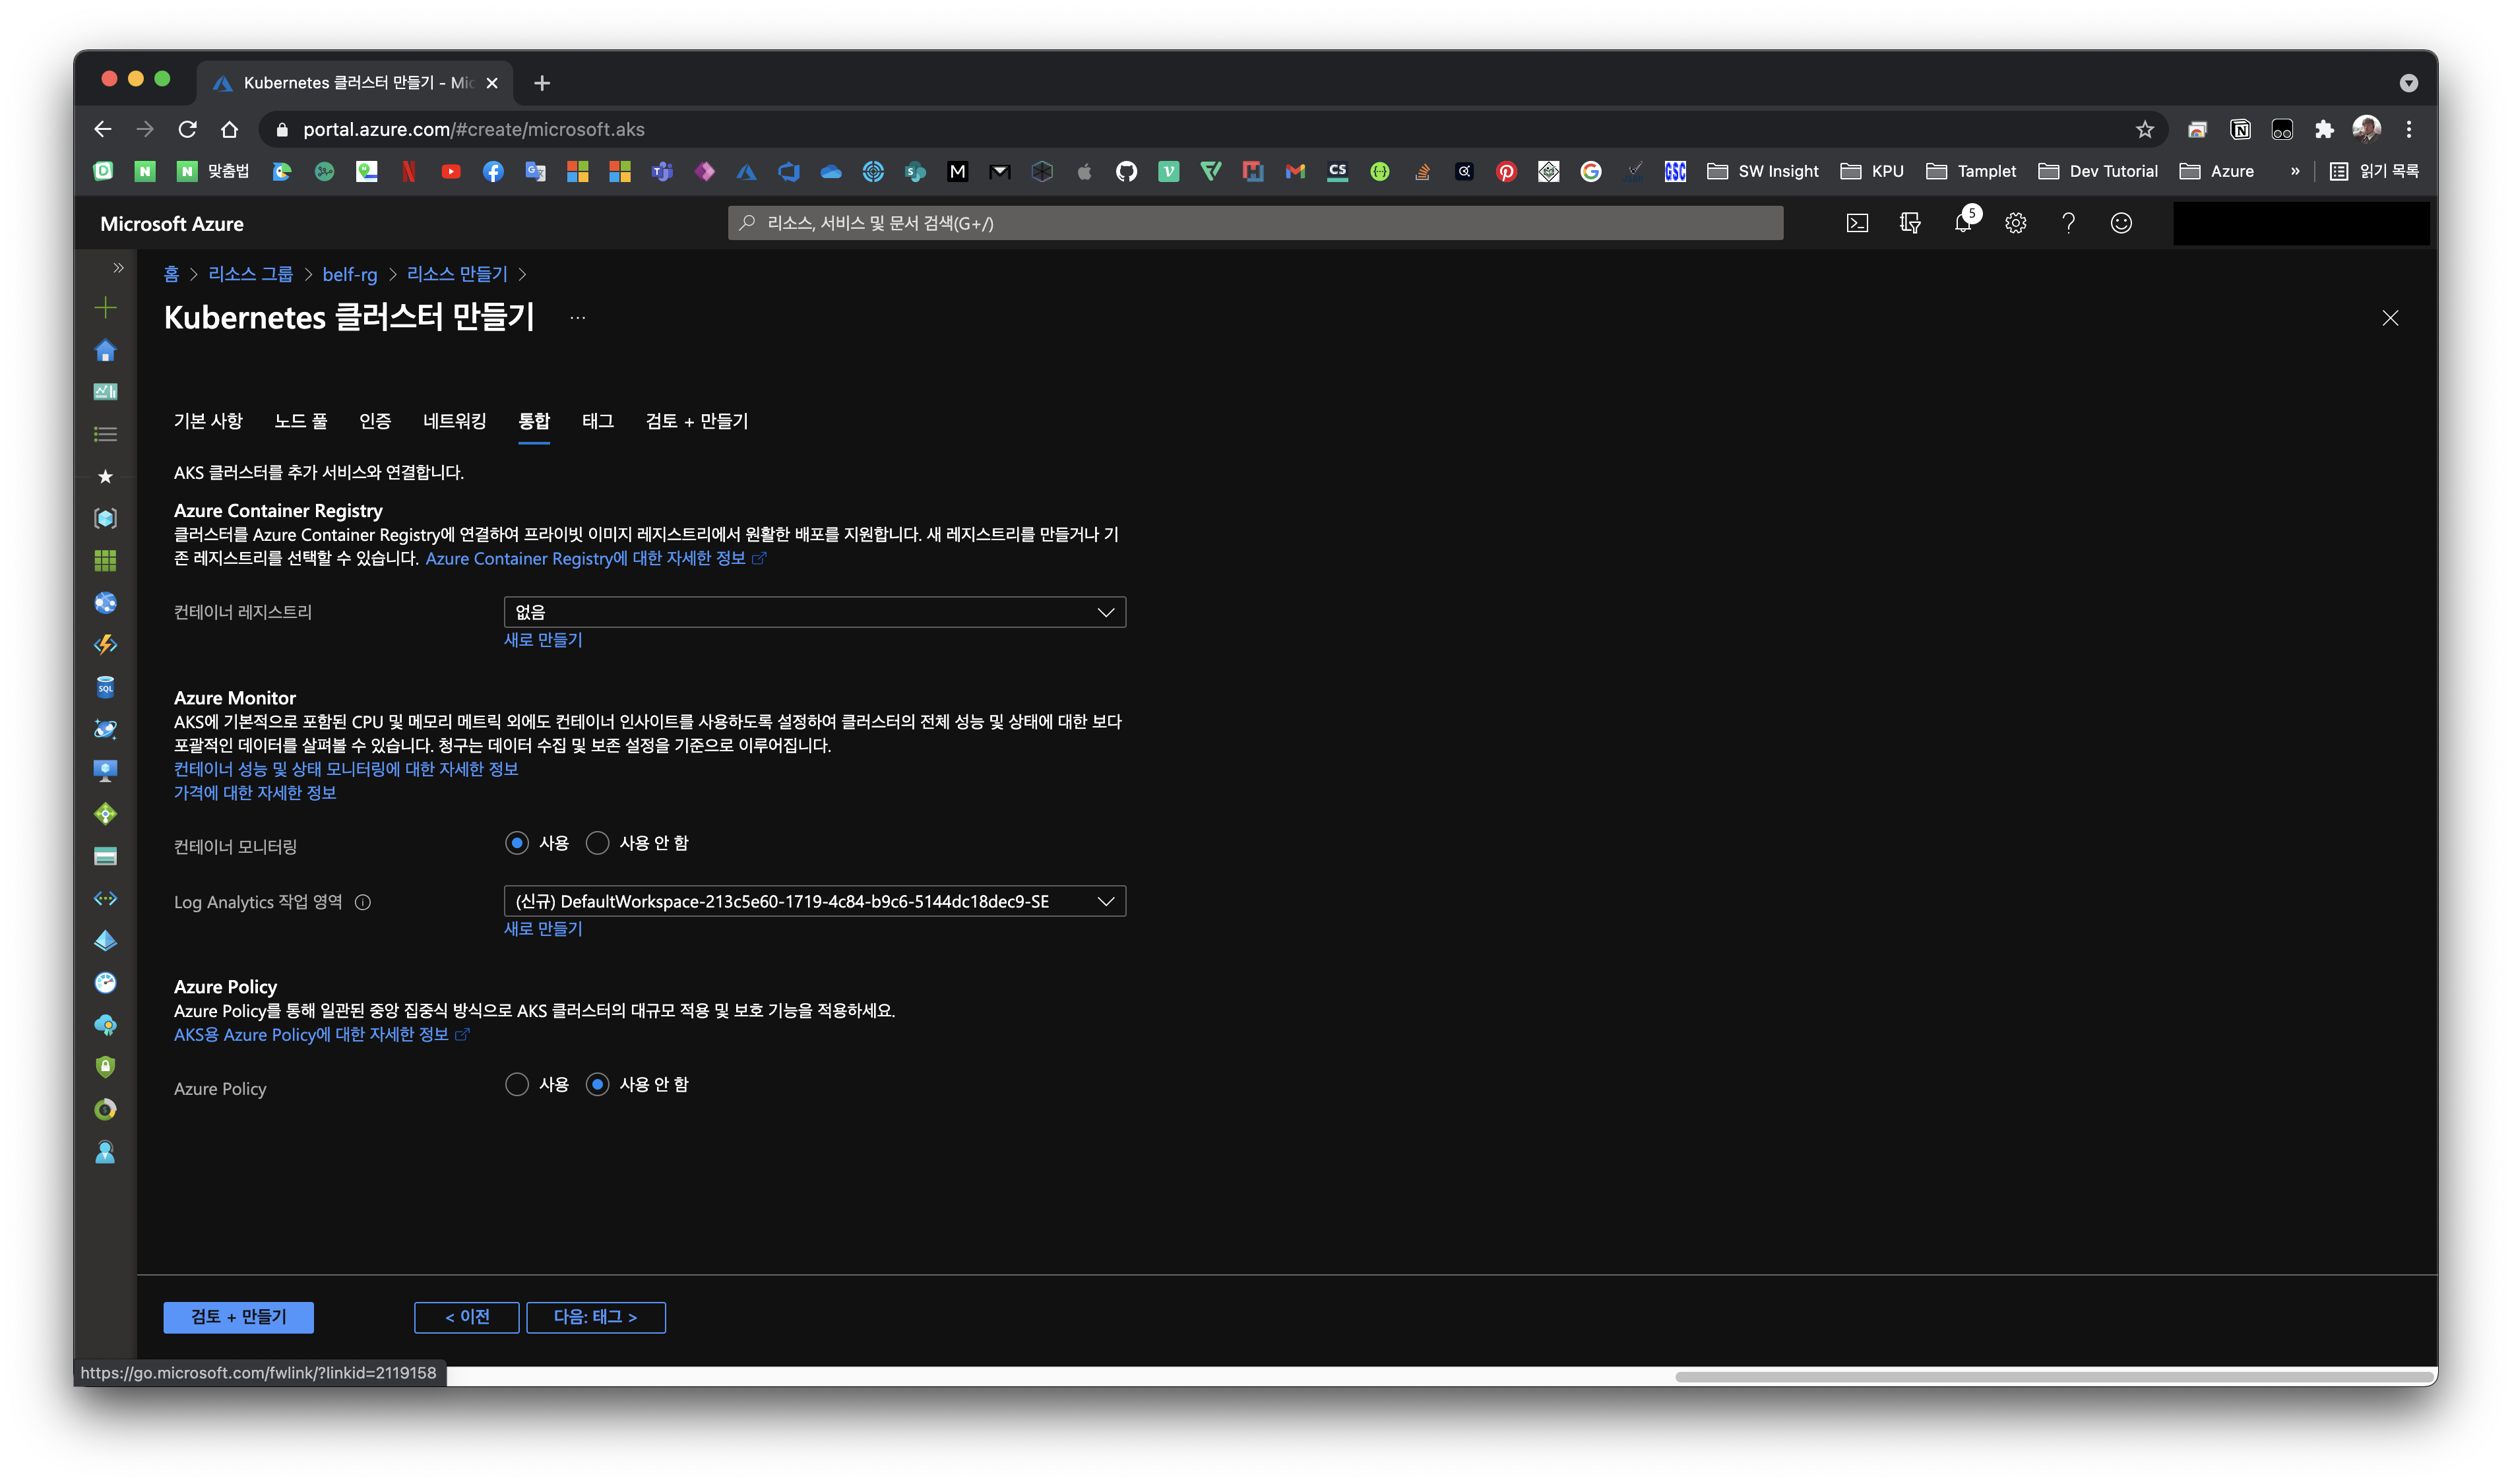 Kubernetes 클러스터 만들기 - Mic
portal.azure.com/#create/microsoft.aks
맞춤법
SW Insight
KPU
Tamplet
Dev Tutorial
Azure
»
읽기 목록
Microsoft Azure
리소스, 서비스 및 문서 검색(G+/)
5
홈 > 리소스 그룹 > belf-rg > 리소스 만들기 >
Kubernetes 클러스터 만들기 ...
기본 사항 노드 풀 인증 네트워킹 통합 태그 검토 + 만들기
AKS 클러스터를 추가 서비스와 연결합니다.
Azure Container Registry
클러스터를 Azure Container Registry에 연결하여 프라이빗 이미지 레지스트리에서 원활한 배포를 지원합니다. 새 레지스트리를 만들거나 기
존 레지스트리를 선택할 수 있습니다. Azure Container Registry에 대한 자세한 정보
컨테이너 레지스트리
없음
새로 만들기
Azure Monitor
AKS에 기본적으로 포함된 CPU 및 메모리 메트릭 외에도 컨테이너 인사이트를 사용하도록 설정하여 클러스터의 전체 성능 및 상태에 대한 보다
포괄적인 데이터를 살펴볼 수 있습니다. 청구는 데이터 수집 및 보존 설정을 기준으로 이루어집니다.
컨테이너 성능 및 상태 모니터링에 대한 자세한 정보
가격에 대한 자세한 정보
컨테이너 모니터링
사용 사용 안 함
Log Analytics 작업 영역
(신규) DefaultWorkspace-213c5e60-1719-4c84-b9c6-5144dc18dec9-SE
새로 만들기
Azure Policy
Azure Policy를 통해 일관된 중앙 집중식 방식으로 AKS 클러스터의 대규모 적용 및 보호 기능을 적용하세요.
AKS용 Azure Policy에 대한 자세한 정보
Azure Policy
사용 사용 안 함
검토 + 만들기
< 이전
다음: 태그 >
https://go.microsoft.com/fwlink/?linkid=2119158